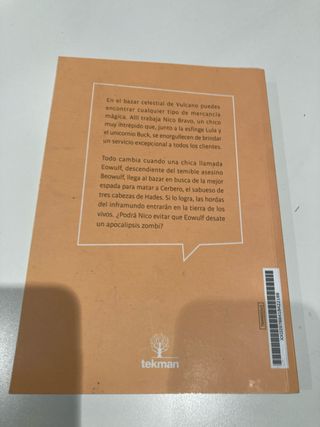 En el bazar celestial de Vulcano puedes
encontrar cualquier tipo de mercancía
mágica. Allí trabaja Nico Bravo, un chico
muy intrépido que, junto a la esfinge Lula y
el unicornio Buck, se enorgullecen de brindar
un servicio excepcional a todos los clientes.
Todo cambia cuando una chica llamada
Eowulf, descendiente del temible asesino
Beowulf, llega al bazar en busca de la mejor
espada para matar a Cerbero, el sabueso de
tres cabezas de Hades. Si lo logra, las hordas
del inframundo entrarán en la tierra de los
vivos. ¿Podrá Nico evitar que Eowulf desate
un apocalipsis zombi?
tekman